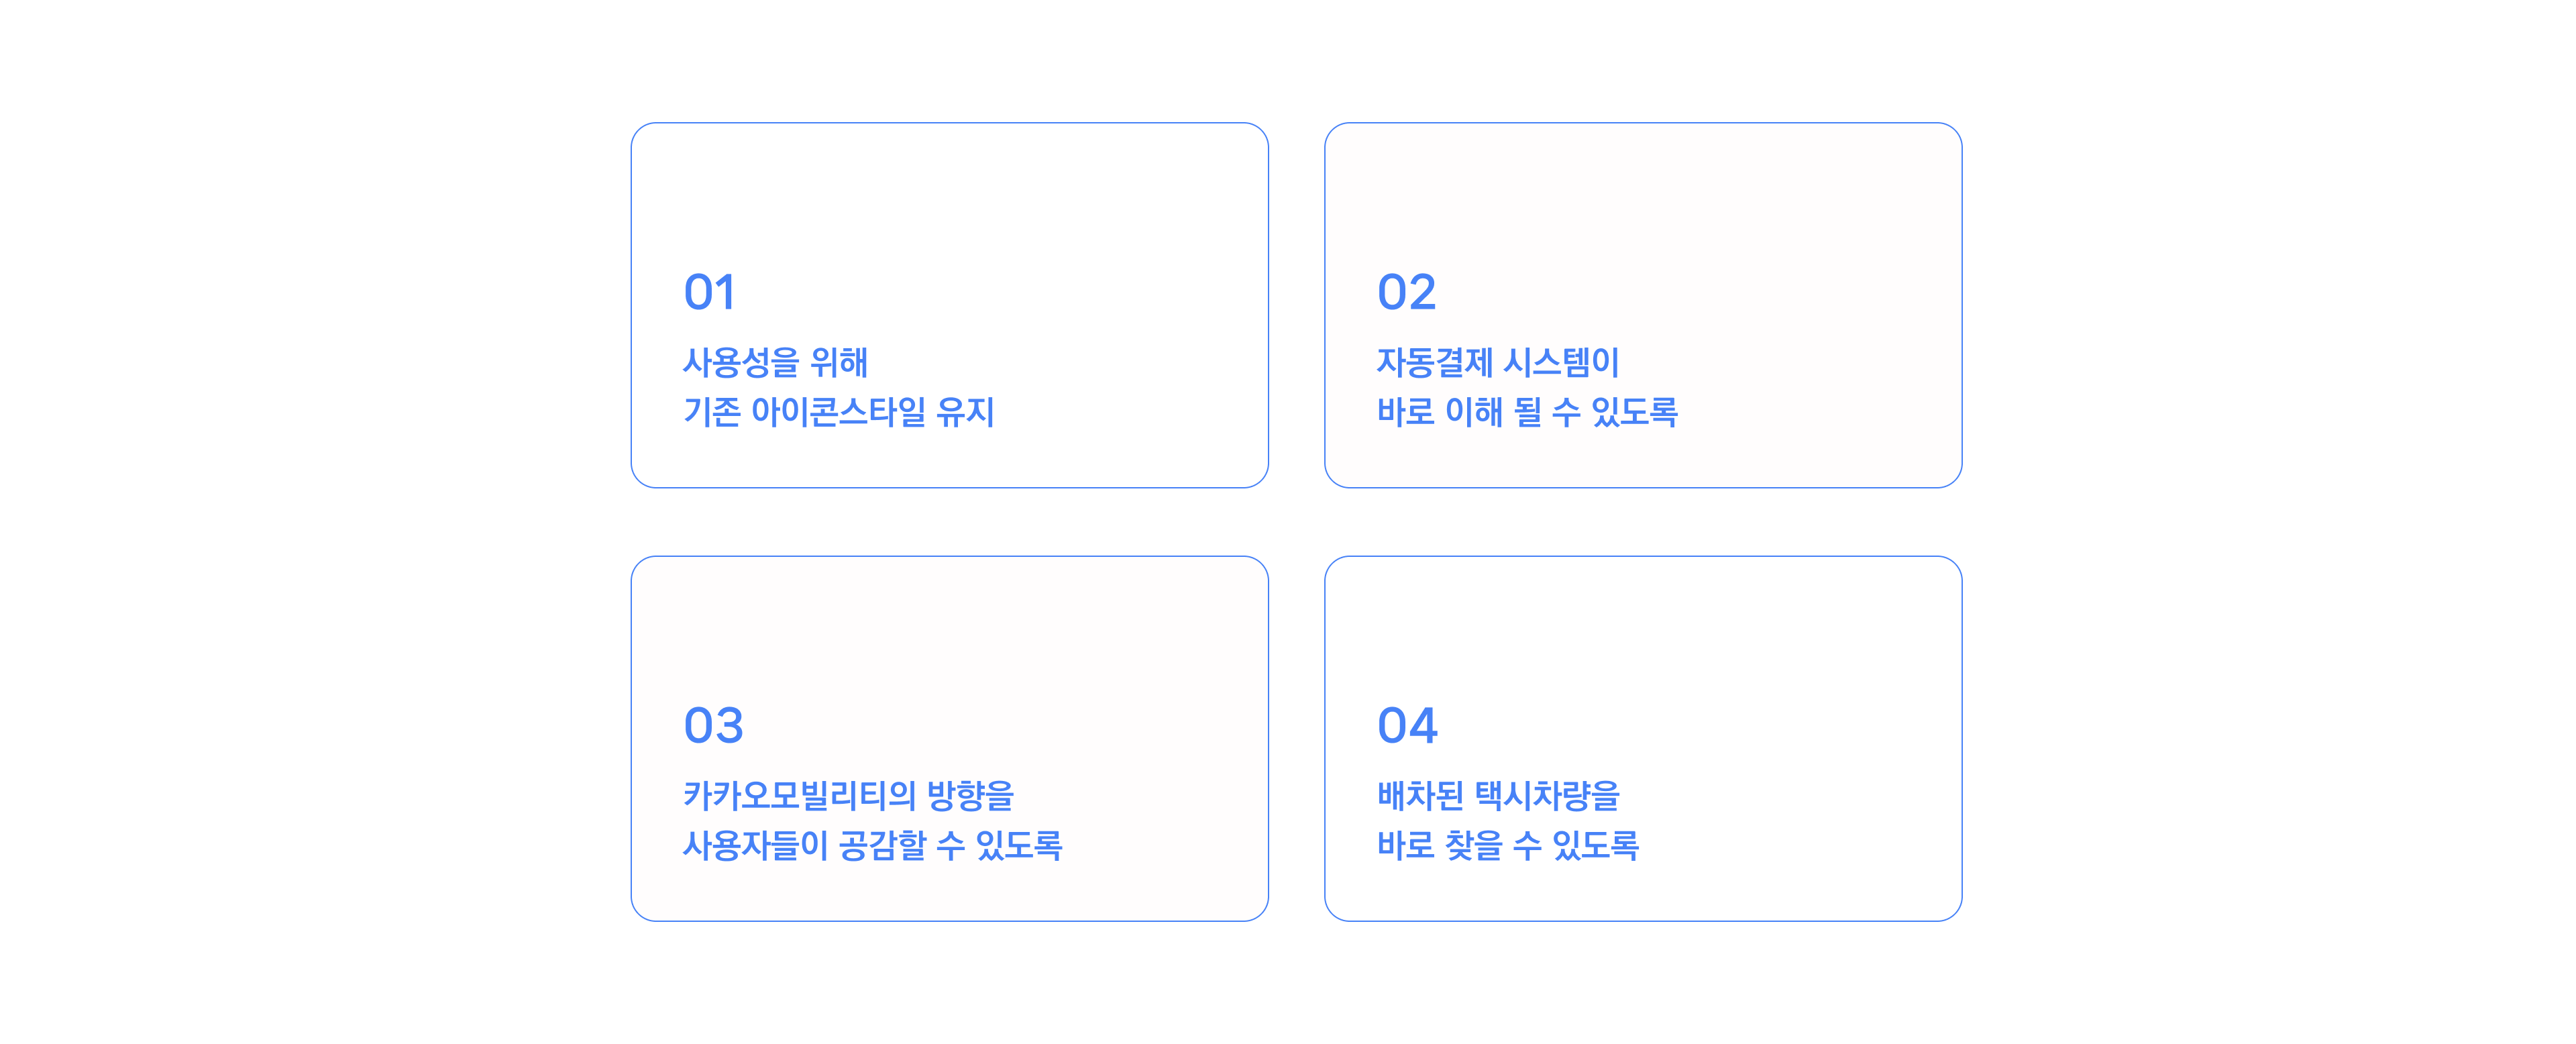 01
사용성을 위해
기존 아이콘스타일 유지
02
자동결제 시스템이
바로 이해 될 수 있도록
03
카카오모빌리티의 방향을
사용자들이 공감할 수 있도록
04
배차된 택시차량을
바로 찾을 수 있도록